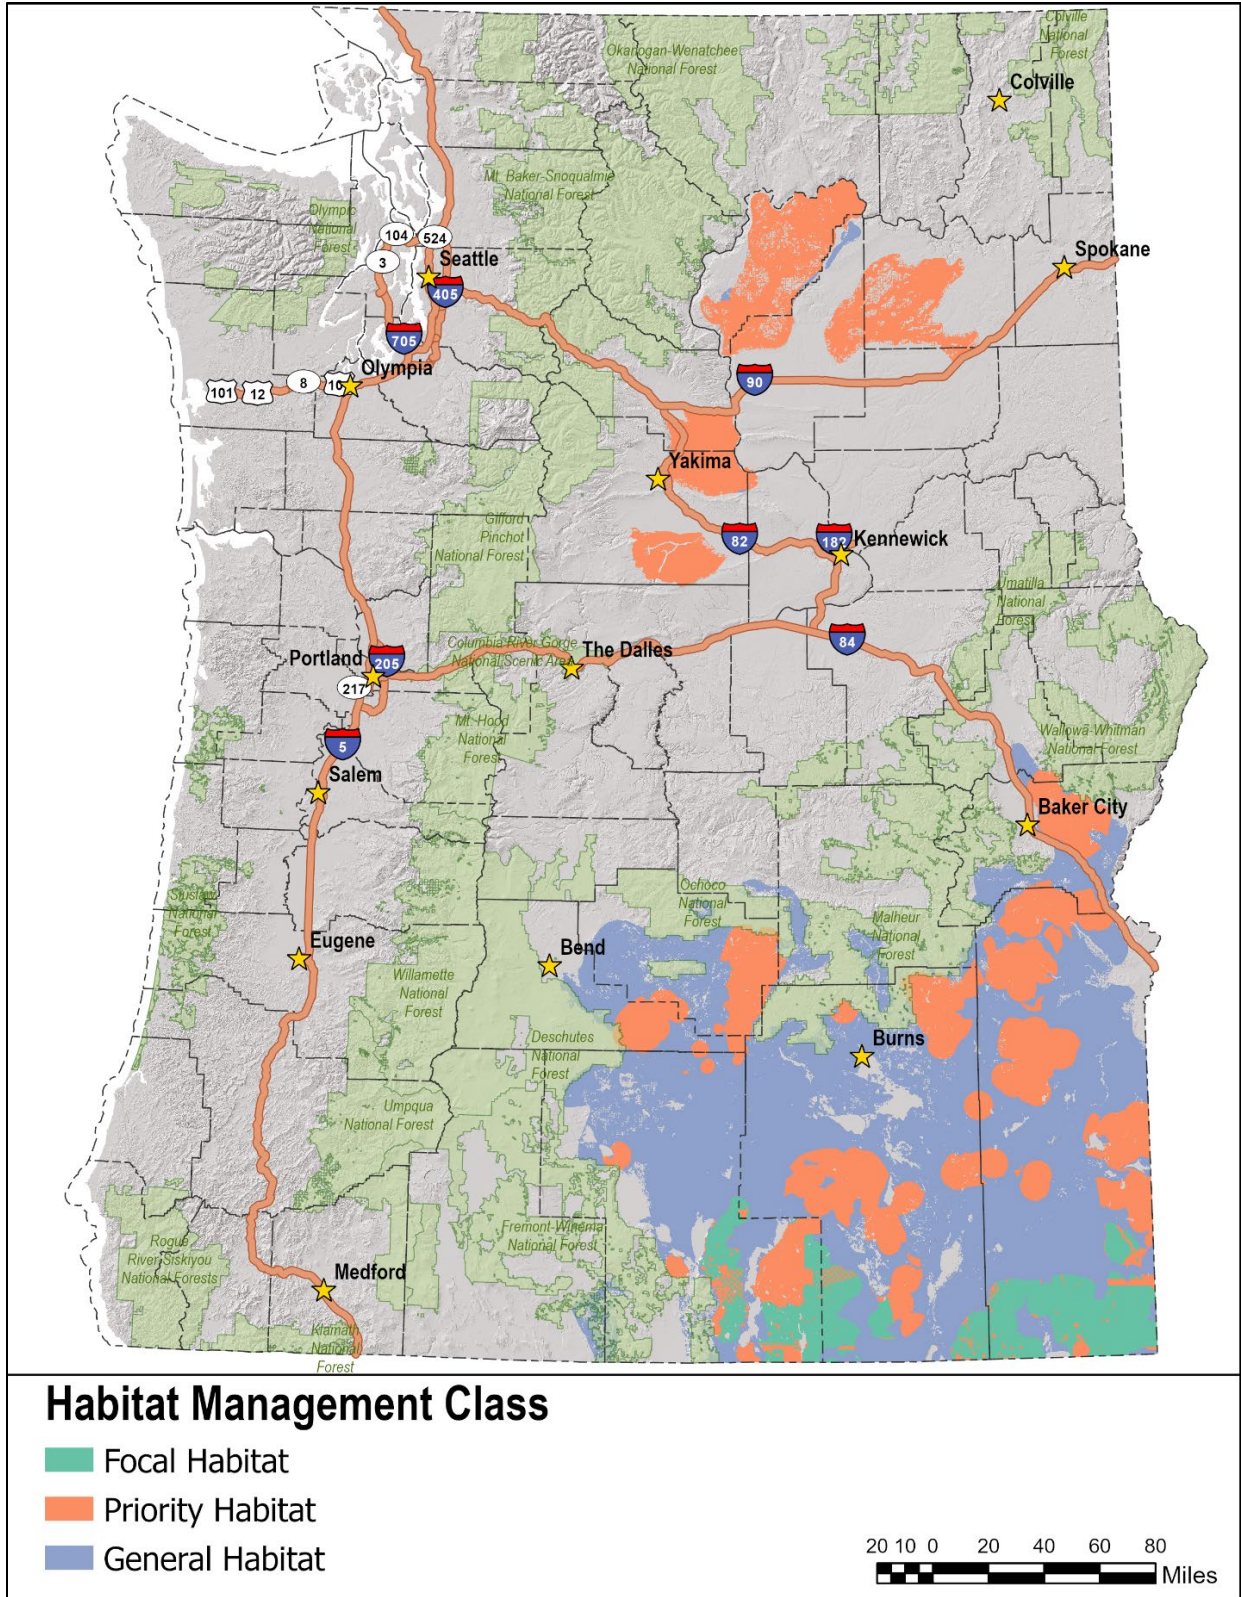 Colville
National
Forest
Okanogan-Wenatchee
National Forest
Colville
Mt. Baker-Snoqualmie
National Forest
Olympic
National
Forest
104
524
3
Seattle
405
Spokane
705
Olympia
101
12
8
10
90
Yakima
Gifford
Pinchot
National Forest
82
182
Kennewick
Umatilla
National
Forest
Columbia River Gorge
National Scenic Area
The Dalles
84
Portland
205
217
Mt. Hood
National
Forest
Wallowa-Whitman
National Forest
5
Salem
Baker City
Siuslaw
National
Forest
Ochoco
National
Forest
Malheur
National
Forest
Eugene
Bend
Willamette
National
Forest
Deschutes
National
Forest
Burns
Umpqua
National Forest
Fremont-Winema
National Forest
Rogue
River-Siskiyou
National Forests
Medford
Klamath
National
Forest
Habitat Management Class
Focal Habitat
Priority Habitat
General Habitat
20 10 0 20 40 60 80
Miles